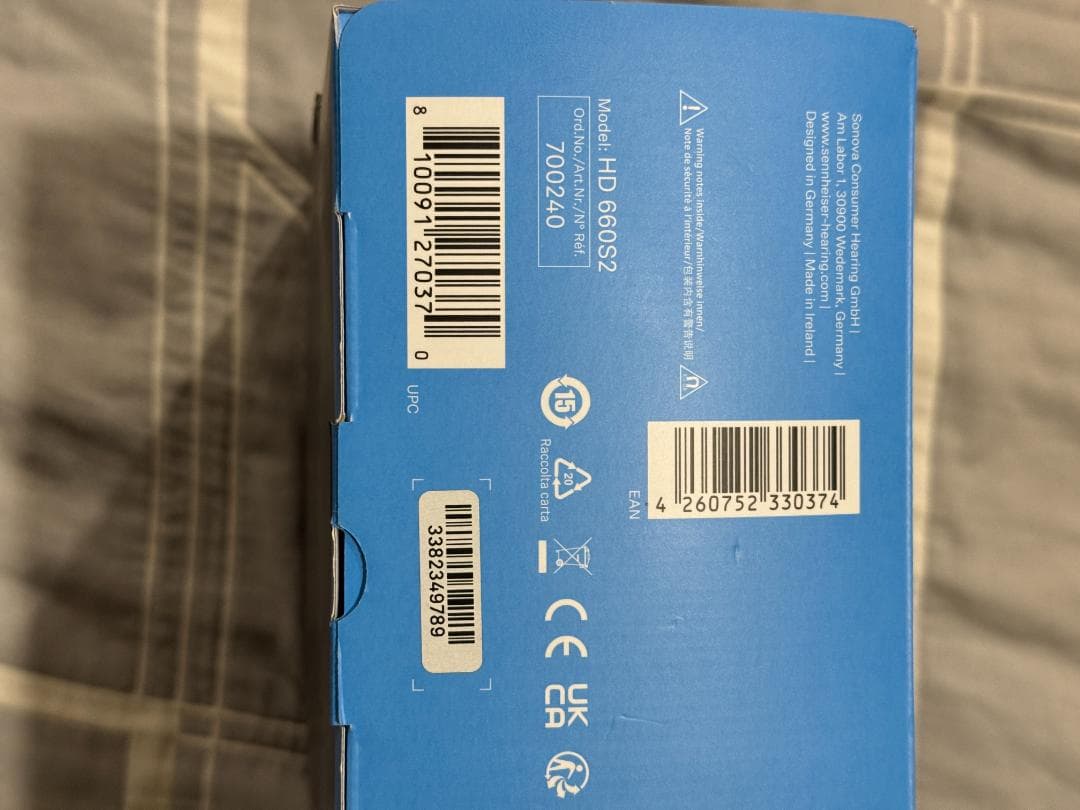 Sonova Consumer Hearing GmbH |
Am Labor 1, 30900 Wedemark, Germany |
www.sennheiser-hearing.com |
Designed in Germany | Made in Ireland |
4 260752 330374
EAN
Warning notes inside/Warnhinweise innen/
Note de sécurité à l'intérieur/包装内含有警告说明
Model: HD 660S2
Ord.No./Art.Nr./N° Réf.
700240
15
20
Raccolta carta
CE
UK
CA
8 10091 27037 0
UPC
3382349789